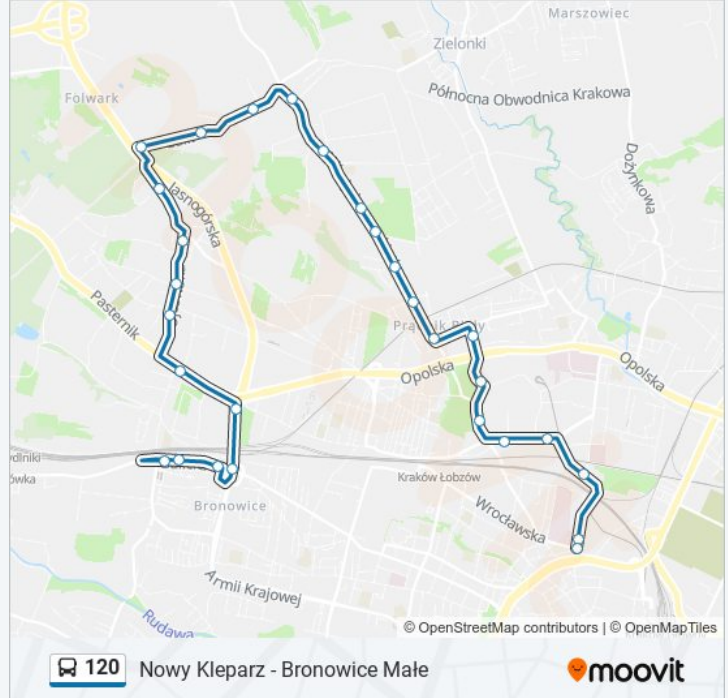 Marszowiec
Zielonki
Folwark
Północna Obwodnica Krakowa
Dożynkowa
Jasnogórska
Pasternik
Opolska
Opolska
Kraków Łobzów
Bronowice
Wrocławska
Armii Krajowej
Rudawa
© OpenStreetMap contributors | © OpenMapTiles
120 Nowy Kleparz - Bronowice Małe
moovit